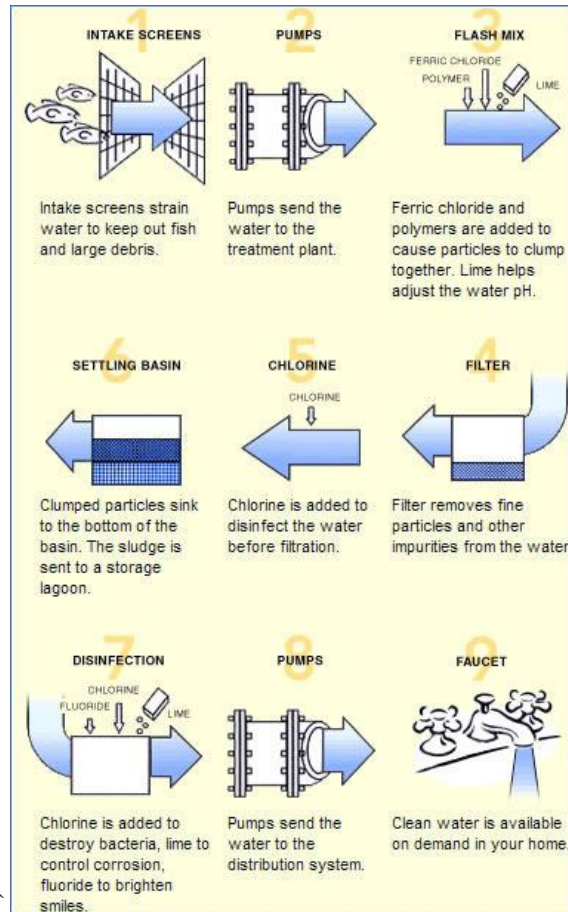 1
INTAKE SCREENS
Intake screens strain
water to keep out fish
and large debris.
2
PUMPS
Pumps send the
water to the
treatment plant.
3
FLASH MIX
FERRIC CHLORIDE
POLYMER
LIME
Ferric chloride and
polymers are added to
cause particles to clump
together. Lime helps
adjust the water pH.
4
FILTER
Filter removes fine
particles and other
impurities from the water
5
CHLORINE
CHLORINE
Chlorine is added to
disinfect the water
before filtration.
6
SETTLING BASIN
Clumped particles sink
to the bottom of the
basin. The sludge is
sent to a storage
lagoon.
7
DISINFECTION
CHLORINE
FLUORIDE
LIME
Chlorine is added to
destroy bacteria, lime to
control corrosion,
fluoride to brighten
smiles.
8
PUMPS
Pumps send the
water to the
distribution system.
9
FAUCET
Clean water is available
on demand in your home.